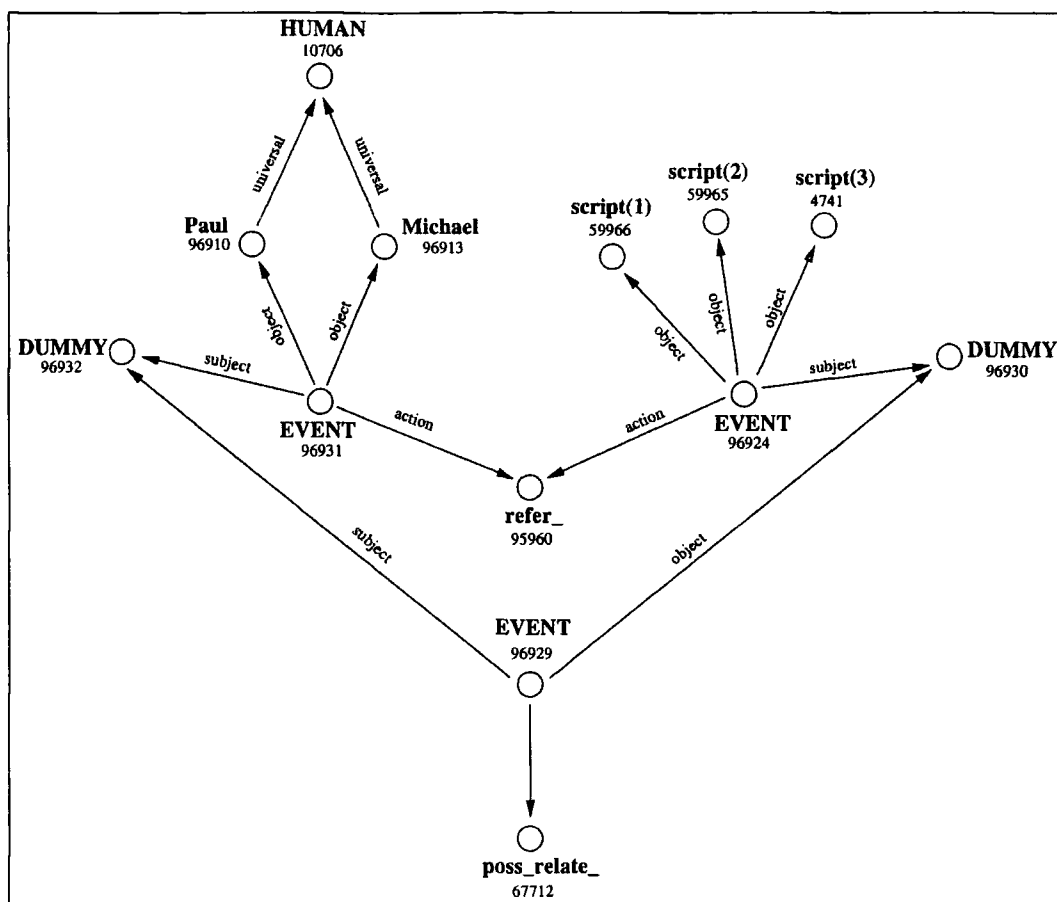 HUMAN
10706
universal
universal
script(2)
59965
script(3)
4741
script(1)
59966
Paul
96910
Michael
96913
object
object
object
object
object
DUMMY
96932
subject
subject
DUMMY
96930
EVENT
96931
action
action
EVENT
96924
refer_
95960
subject
object
EVENT
96929
poss_relate_
67712